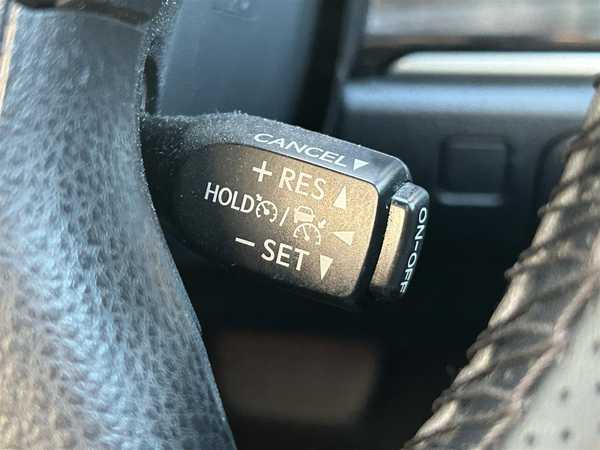 CANCEL ▼
+ RES ▲
HOLD /
− SET ▼
ON-OFF